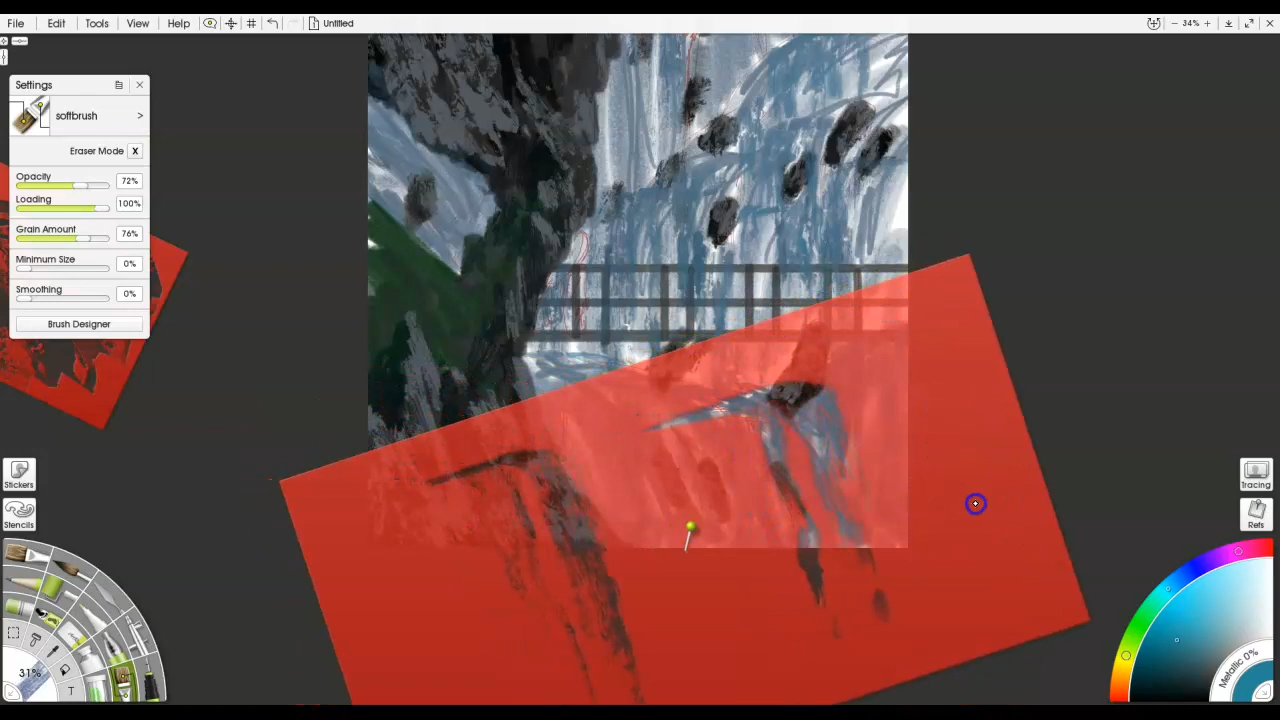 File Edit Tools View Help Untitled 34%
Settings
softbrush
Eraser Mode X
Opacity 72%
Loading 100%
Grain Amount 76%
Minimum Size 0%
Smoothing 0%
Brush Designer
Stickers
Stencils
Tracing
Refs
31%
T
Metallic 0%